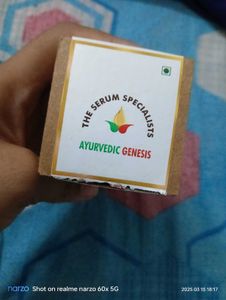 THE SERUM SPECIALISTS
AYURVEDIC GENESIS
narzo Shot on realme narzo 60x 5G
2025.03.15 18:17